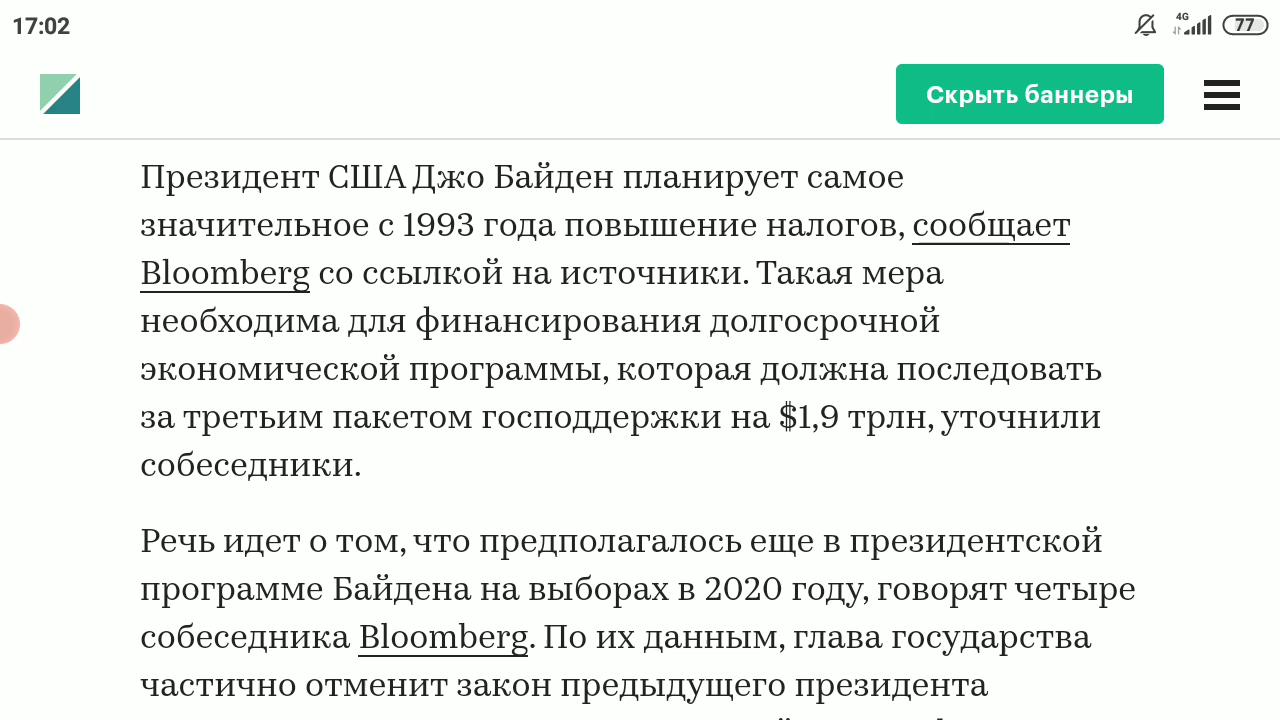 17:02
4G
77
Скрыть баннеры
Президент США Джо Байден планирует самое
значительное с 1993 года повышение налогов, сообщает
Bloomberg со ссылкой на источники. Такая мера
необходима для финансирования долгосрочной
экономической программы, которая должна последовать
за третьим пакетом господдержки на $1,9 трлн, уточнили
собеседники.
Речь идет о том, что предполагалось еще в президентской
программе Байдена на выборах в 2020 году, говорят четыре
собеседника Bloomberg. По их данным, глава государства
частично отменит закон предыдущего президента